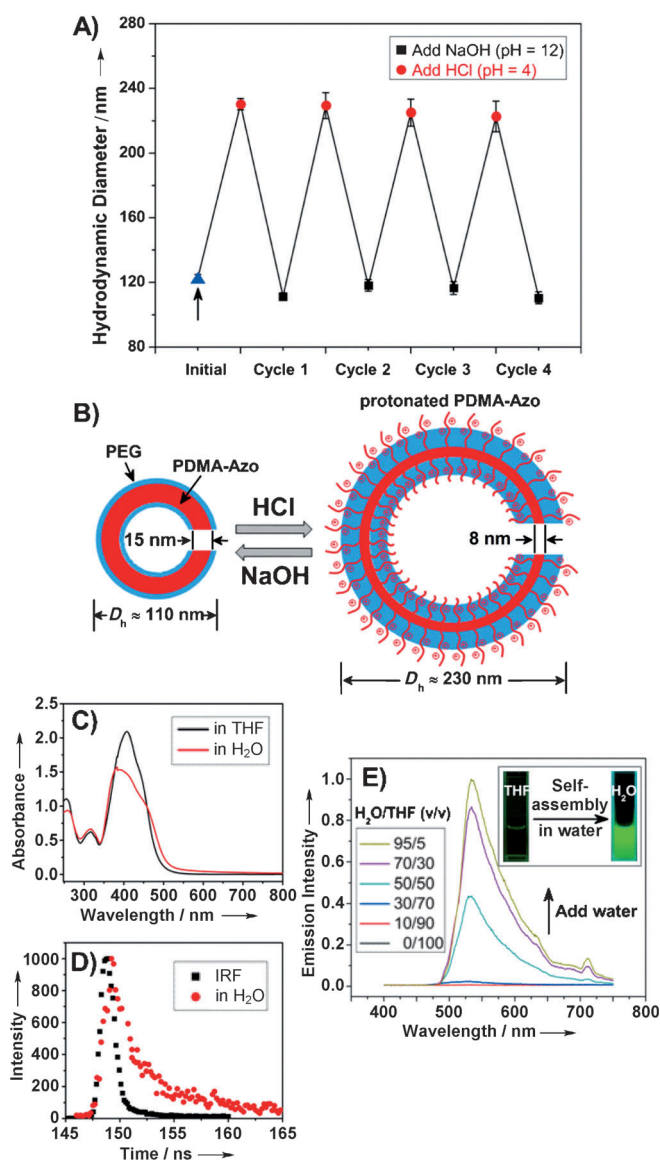 A)
280
240
200
160
120
80
Hydrodynamic Diameter / nm
Add NaOH (pH = 12)
Add HCl (pH = 4)
Initial Cycle 1 Cycle 2 Cycle 3 Cycle 4
B)
protonated PDMA-Azo
PEG
PDMA-Azo
15 nm
HCl
NaOH
8 nm
Dh ≈ 110 nm
Dh ≈ 230 nm
C)
in THF
in H2O
2.5
2.0
1.5
1.0
0.5
0.0
Absorbance
300 400 500 600 700 800
Wavelength / nm
D)
IRF
in H2O
1000
800
600
400
200
0
Intensity
145 150 155 160 165
Time / ns
E)
H2O/THF (v/v)
95/5
70/30
50/50
30/70
10/90
0/100
THF
Self-assembly
in water
H2O
Add water
1.0
0.8
0.6
0.4
0.2
0
Emission Intensity
400 500 600 700 800
Wavelength / nm